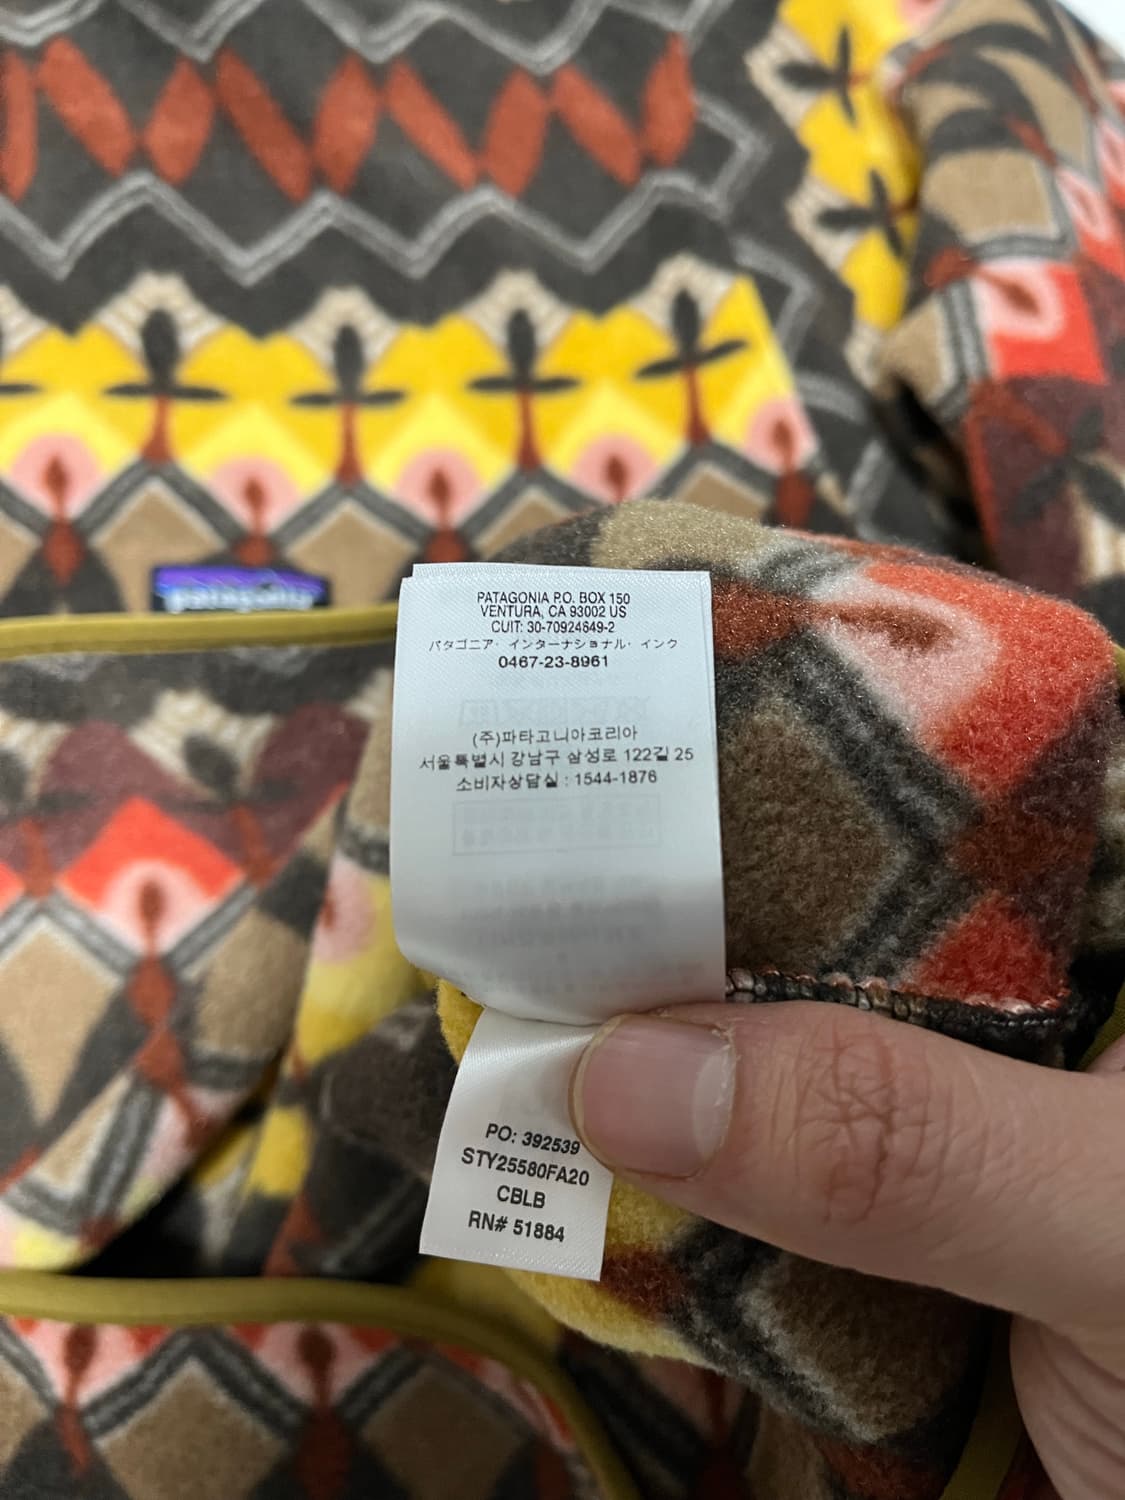 patagonia
PATAGONIA P.O. BOX 150
VENTURA, CA 93002 US
CUIT: 30-70924649-2
パタゴニア・インターナショナル・インク
0467-23-8961
(주)파타고니아코리아
서울특별시 강남구 삼성로 122길 25
소비자상담실 : 1544-1876
PO: 392539
STY25580FA20
CBLB
RN# 51884